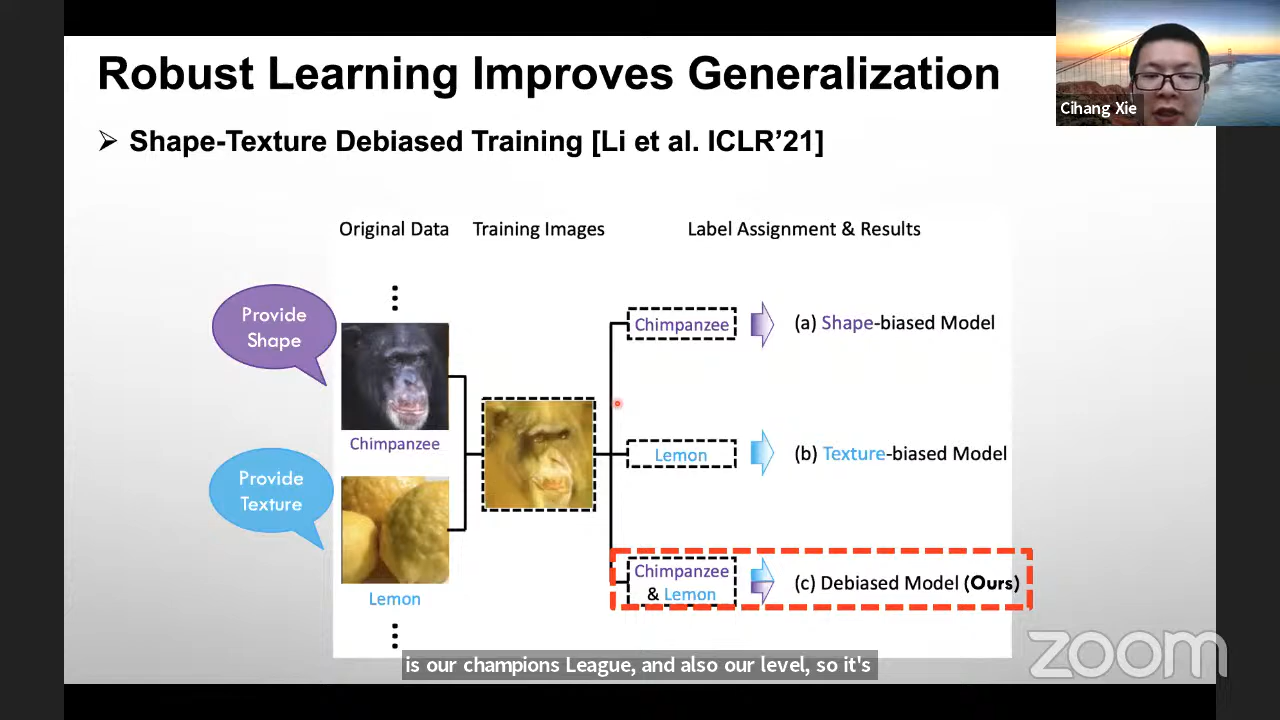 Robust Learning Improves Generalization
Cihang Xie
➢ Shape-Texture Debiased Training [Li et al. ICLR’21]
Original Data Training Images Label Assignment & Results
Provide
Shape
Chimpanzee
Chimpanzee (a) Shape-biased Model
Provide
Texture
Lemon
Lemon (b) Texture-biased Model
Chimpanzee
& Lemon (c) Debiased Model (Ours)
is our champions League, and also our level, so it's
zoom